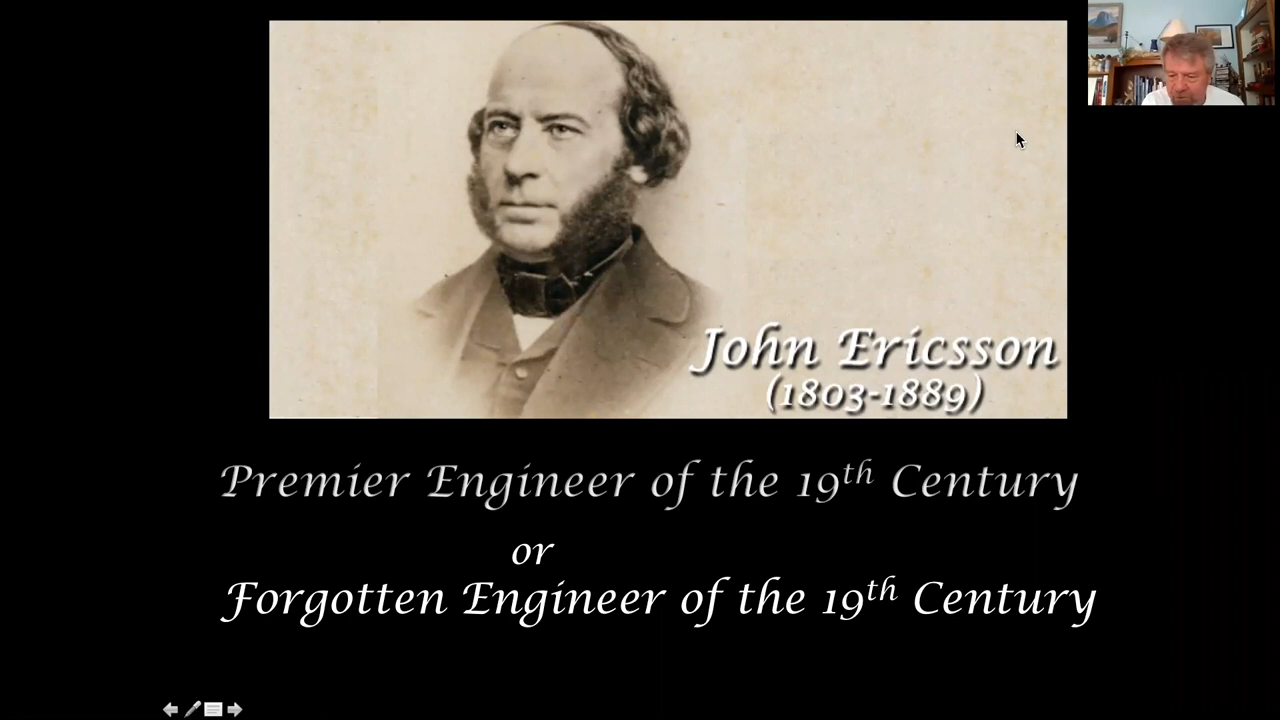 John Ericsson
(1803-1889)
Premier Engineer of the 19th Century
or
Forgotten Engineer of the 19th Century